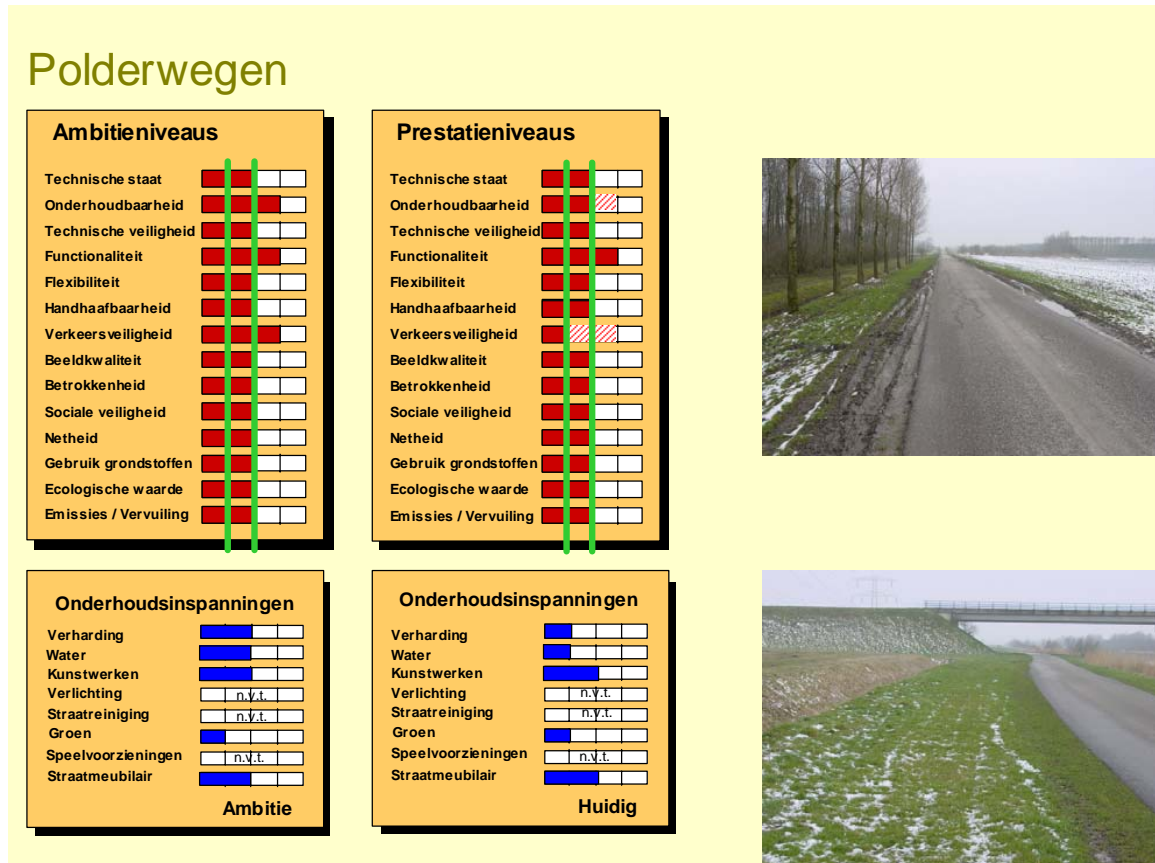 Polderwegen
Ambitieniveaus
Technische staat
Onderhoudbaarheid
Technische veiligheid
Functionaliteit
Flexibiliteit
Handhaafbaarheid
Verkeersveiligheid
Beeldkwaliteit
Betrokkenheid
Sociale veiligheid
Netheid
Gebruik grondstoffen
Ecologische waarde
Emissies / Vervuiling
Prestatieniveaus
Technische staat
Onderhoudbaarheid
Technische veiligheid
Functionaliteit
Flexibiliteit
Handhaafbaarheid
Verkeersveiligheid
Beeldkwaliteit
Betrokkenheid
Sociale veiligheid
Netheid
Gebruik grondstoffen
Ecologische waarde
Emissies / Vervuiling
Onderhoudsinspanningen
Verharding
Water
Kunstwerken
Verlichting n.v.t.
Straatreiniging n.v.t.
Groen
Speelvoorzieningen n.v.t.
Straatmeubilair
Ambitie
Onderhoudsinspanningen
Verharding
Water
Kunstwerken
Verlichting n.v.t.
Straatreiniging n.v.t.
Groen
Speelvoorzieningen n.v.t.
Straatmeubilair
Huidig